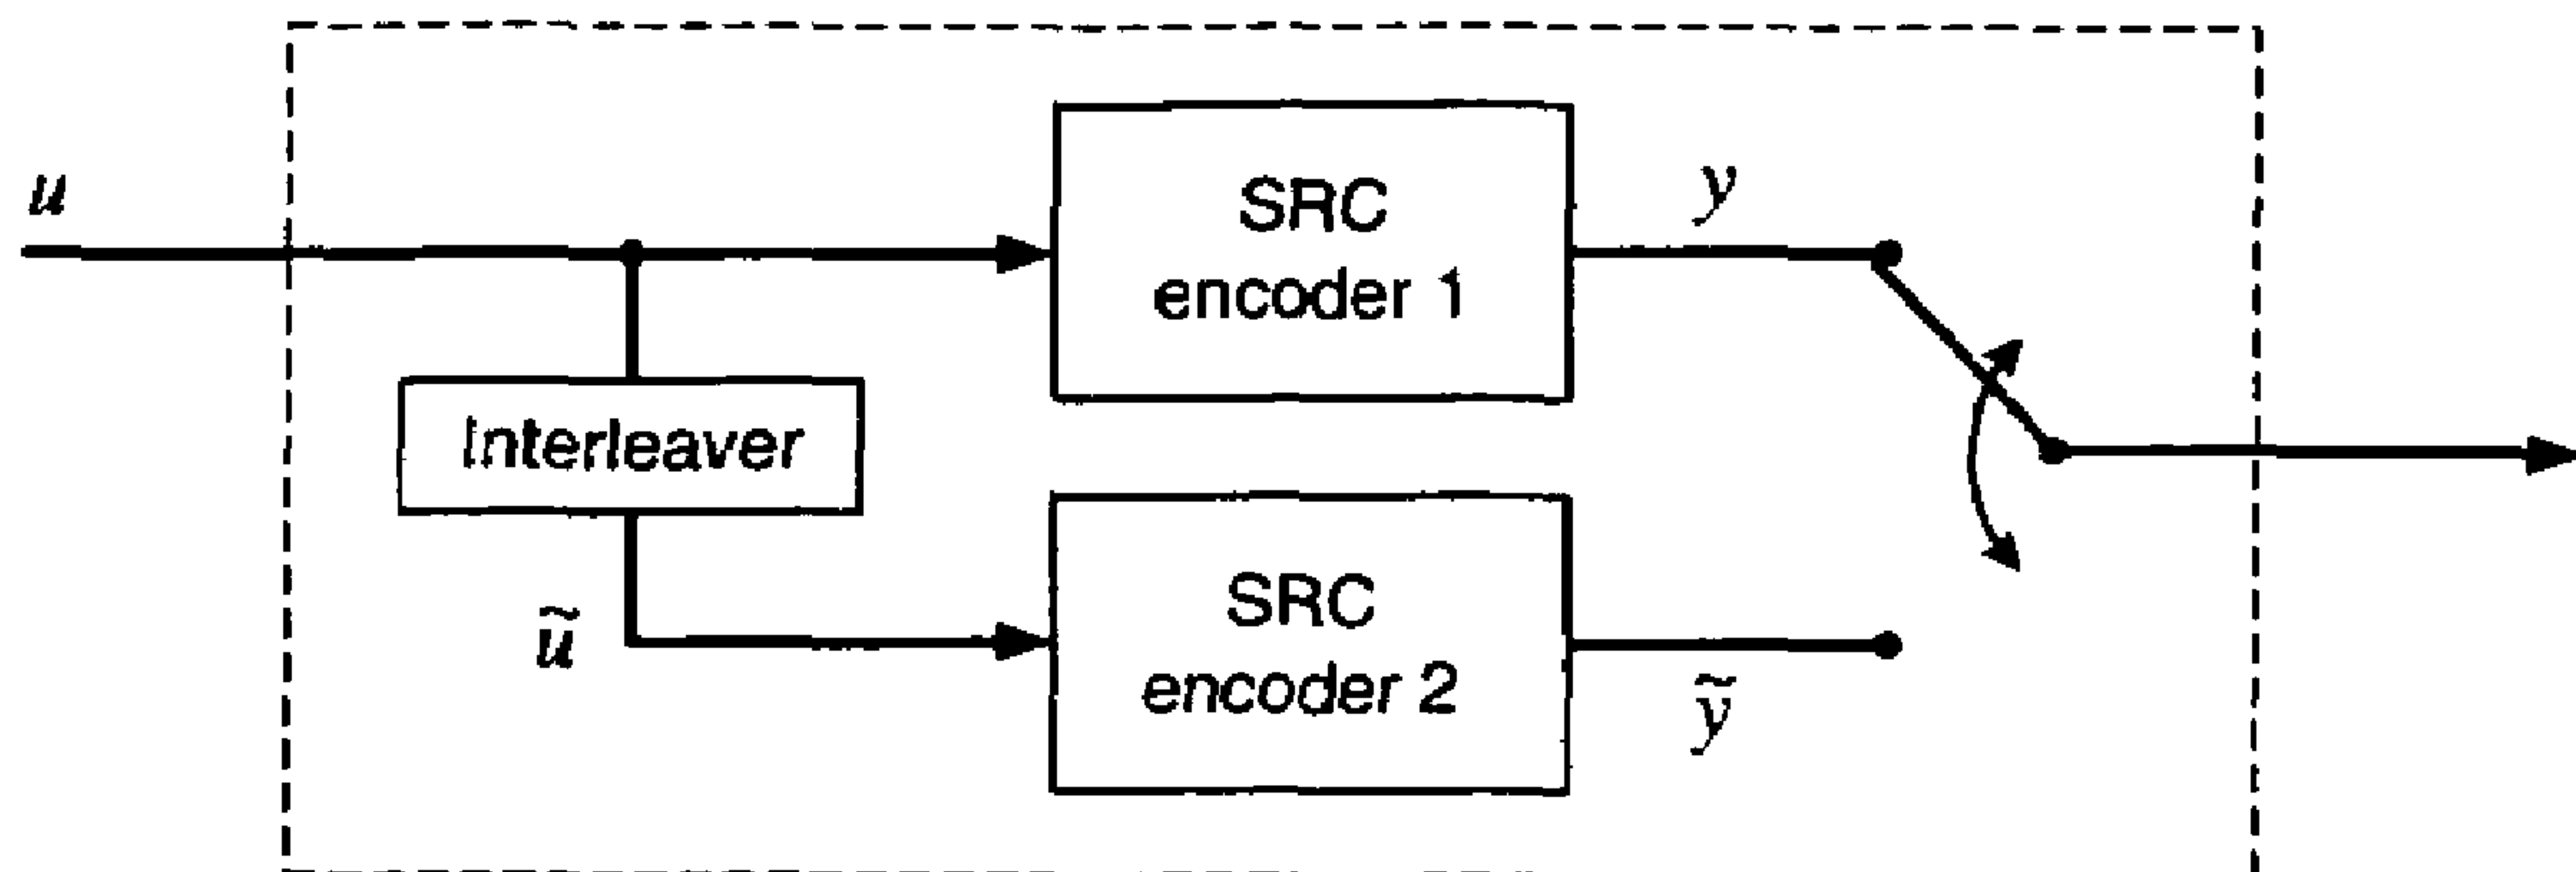 u
SRC
encoder 1
y
Interleaver
ũ
SRC
encoder 2
ỹ